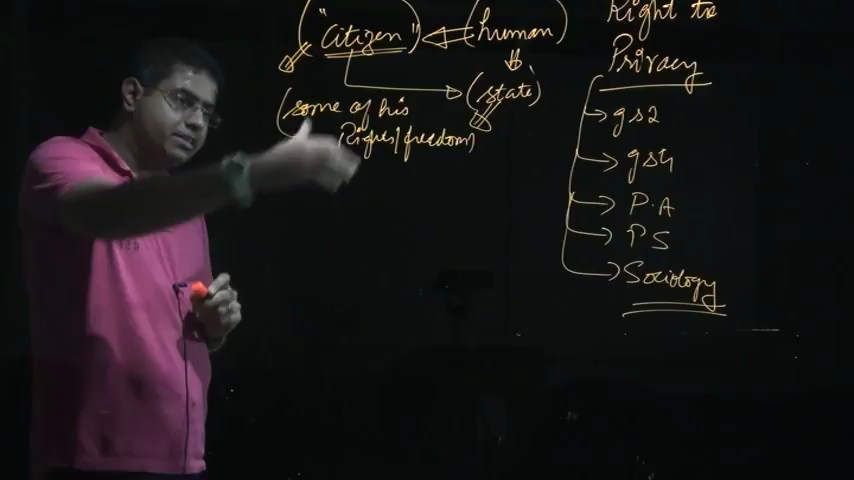 ("Citizen") (human)
(state)
(some of his
Rights/freedom)
Right to
Privacy
gs2
gs4
P.A
PS
Sociology